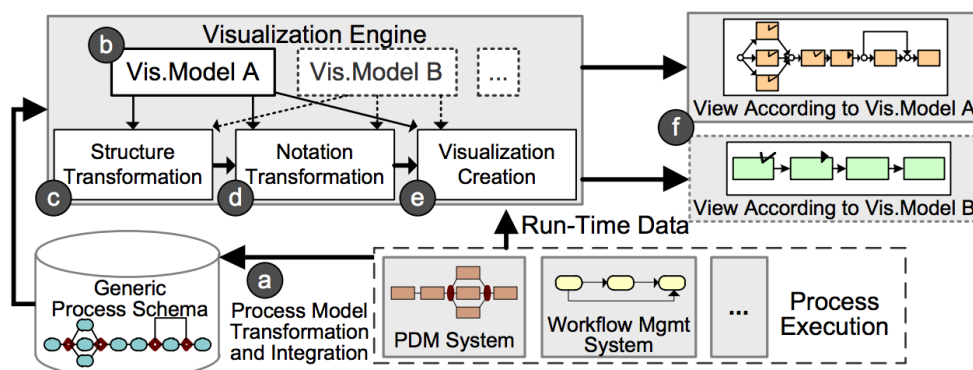 Visualization Engine
b
Vis.Model A
Vis.Model B
...
Structure
Transformation
Notation
Transformation
Visualization
Creation
c
d
e
View According to Vis.Model A
f
View According to Vis.Model B
Run-Time Data
a
Generic
Process Schema
Process Model
Transformation
and Integration
PDM System
Workflow Mgmt
System
...
Process
Execution